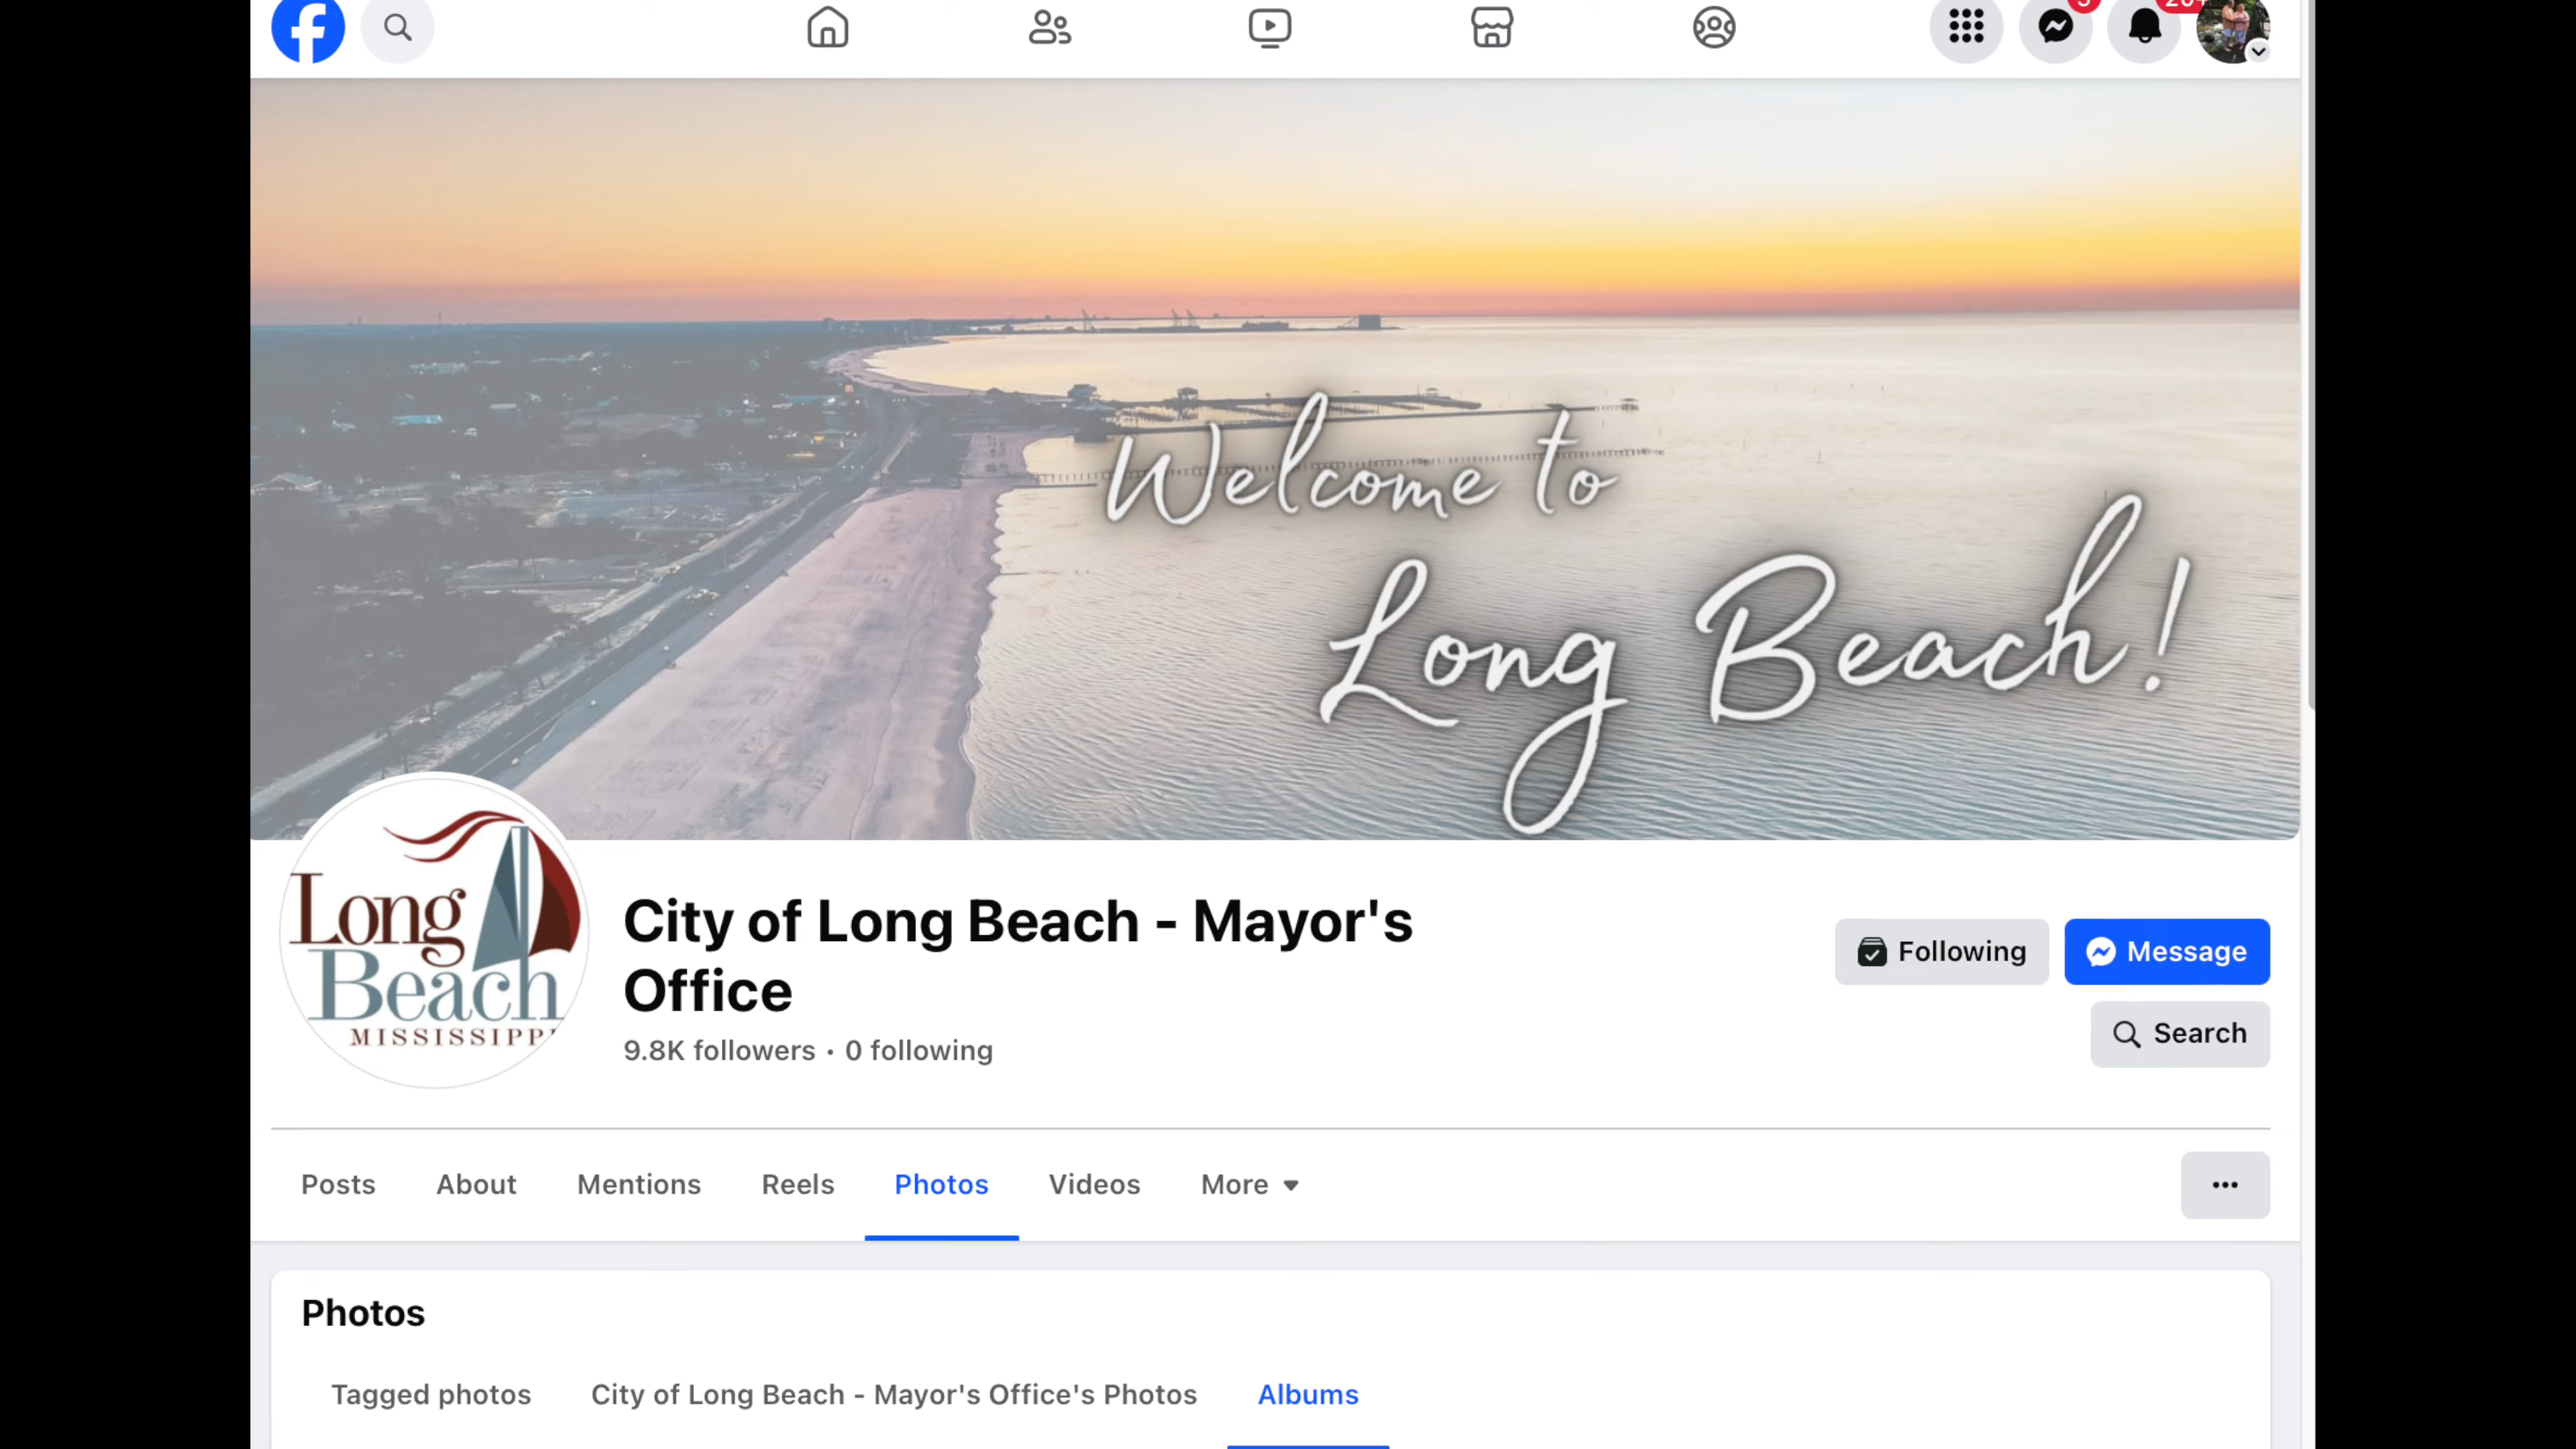 Welcome to
Long Beach!
Long
Beach
MISSISSIPPI
City of Long Beach - Mayor's
Office
9.8K followers • 0 following
Following
Message
Search
Posts
About
Mentions
Reels
Photos
Videos
More
Photos
Tagged photos
City of Long Beach - Mayor's Office's Photos
Albums